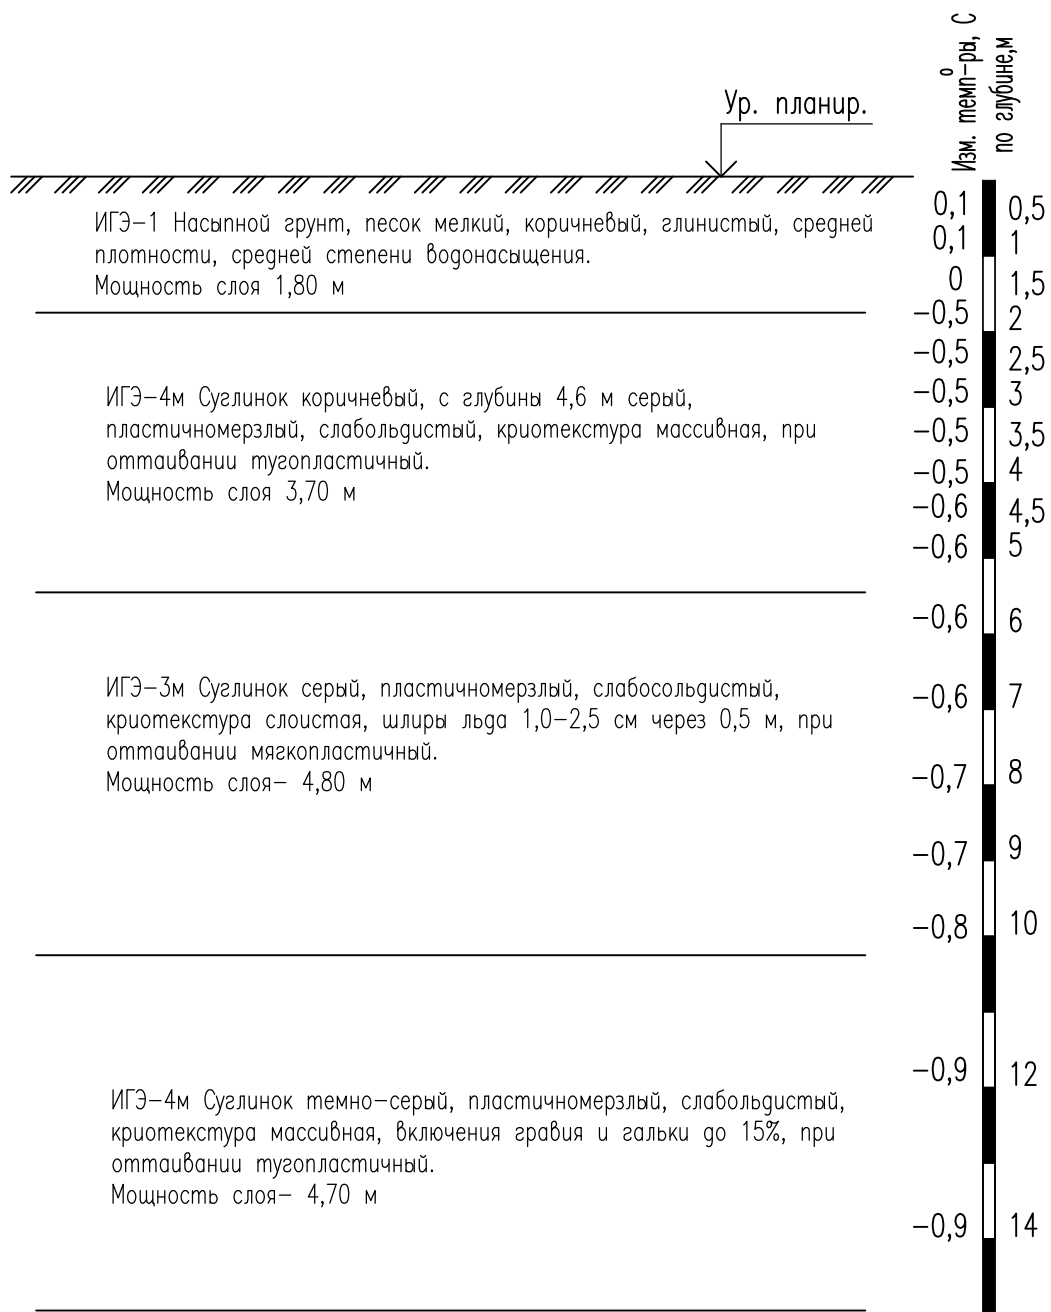 Изм. темп-ры, °С
по глубине,м
Ур. планир.
ИГЭ-1 Насыпной грунт, песок мелкий, коричневый, глинистый, средней
плотности, средней степени водонасыщения.
Мощность слоя 1,80 м
0,1 0,5
0,1 1
0 1,5
-0,5 2
-0,5 2,5
-0,5 3
-0,5 3,5
-0,5 4
-0,6 4,5
-0,6 5
ИГЭ-4м Суглинок коричневый, с глубины 4,6 м серый,
пластичномерзлый, слабольдистый, криотекстура массивная, при
оттаивании тугопластичный.
Мощность слоя 3,70 м
-0,6 6
-0,6 7
-0,7 8
-0,7 9
-0,8 10
ИГЭ-3м Суглинок серый, пластичномерзлый, слабосольдистый,
криотекстура слоистая, шлиры льда 1,0-2,5 см через 0,5 м, при
оттаивании мягкопластичный.
Мощность слоя- 4,80 м
-0,9 12
-0,9 14
ИГЭ-4м Суглинок темно-серый, пластичномерзлый, слабольдистый,
криотекстура массивная, включения гравия и гальки до 15%, при
оттаивании тугопластичный.
Мощность слоя- 4,70 м